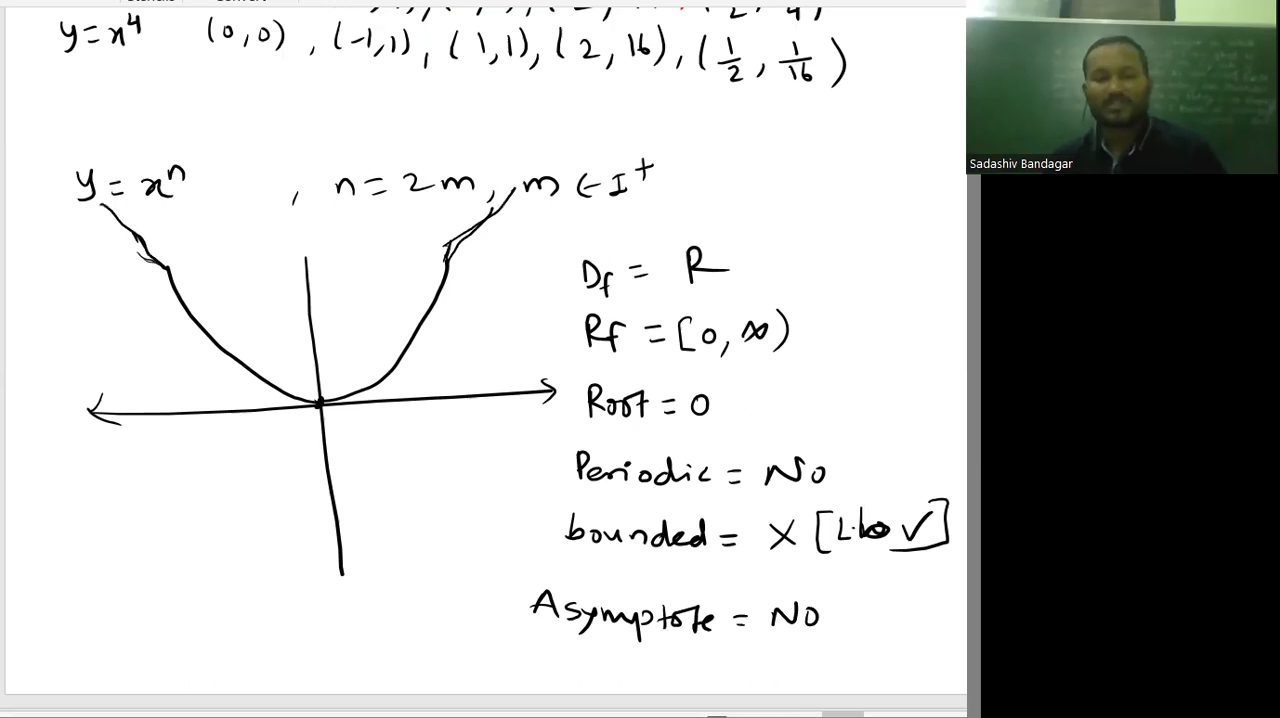 y = x⁴ (0,0), (-1,1), (1,1), (2,16), (1/2, 1/16)
Sadashiv Bandagar
y = xⁿ , n = 2m, m ∈ I⁺
Df = R
Rf = [0, ∞)
Root = 0
Periodic = No
bounded = X [L.b ✓]
Asymptote = No